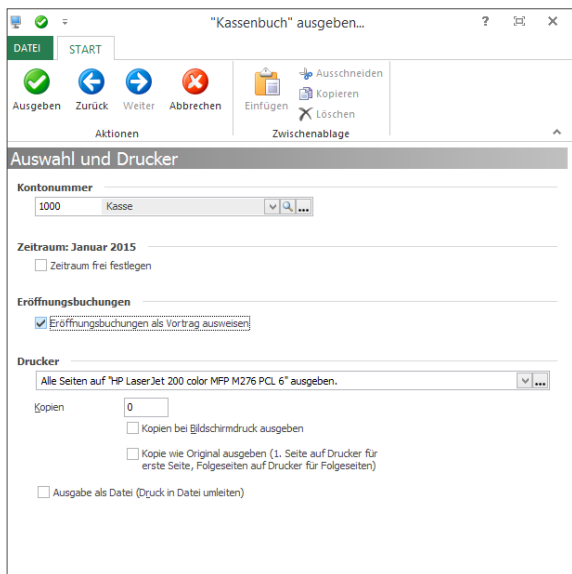 "Kassenbuch" ausgeben...
DATEI START
Ausgeben Zurück Weiter Abbrechen Einfügen
Ausschneiden
Kopieren
Löschen
Aktionen Zwischenablage
Auswahl und Drucker
Kontonummer
1000 Kasse
Zeitraum: Januar 2015
Zeitraum frei festlegen
Eröffnungsbuchungen
Eröffnungsbuchungen als Vortrag ausweisen
Drucker
Alle Seiten auf "HP LaserJet 200 color MFP M276 PCL 6" ausgeben.
Kopien 0
Kopien bei Bildschirmdruck ausgeben
Kopie wie Original ausgeben (1. Seite auf Drucker für
erste Seite, Folgeseiten auf Drucker für Folgeseiten)
Ausgabe als Datei (Druck in Datei umleiten)